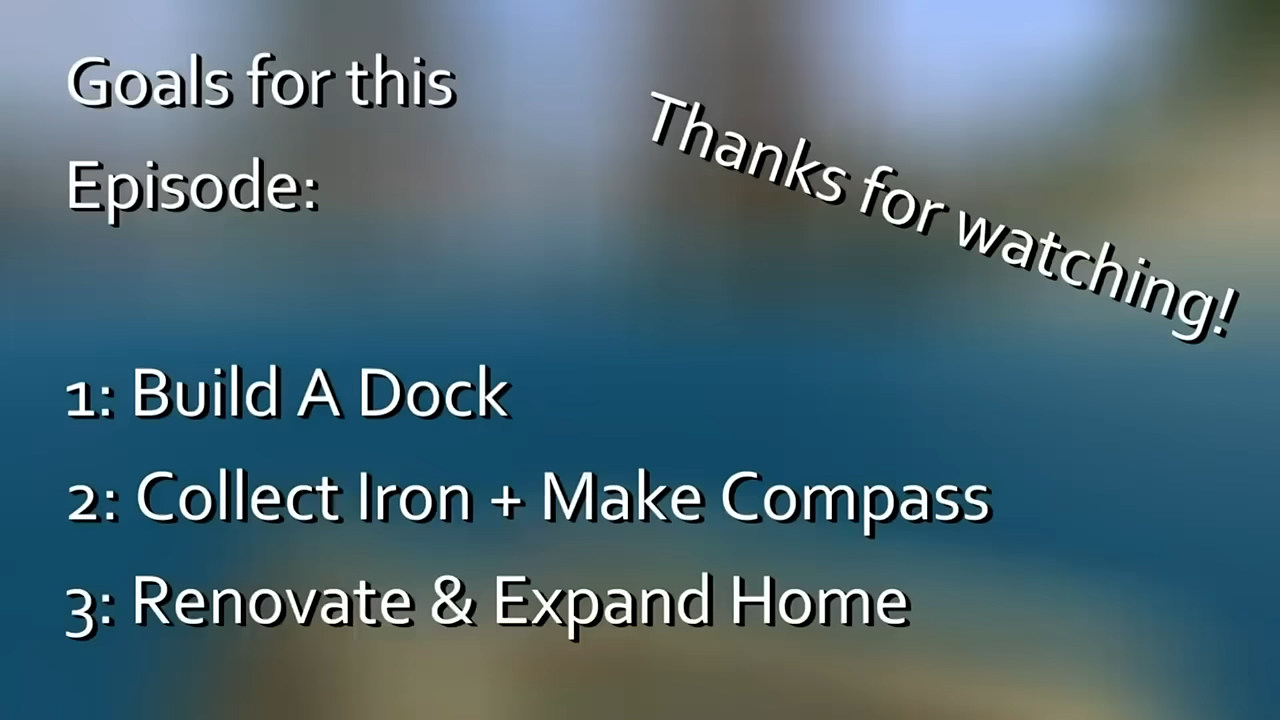 Goals for this
Episode:
Thanks for watching!
1: Build A Dock
2: Collect Iron + Make Compass
3: Renovate & Expand Home